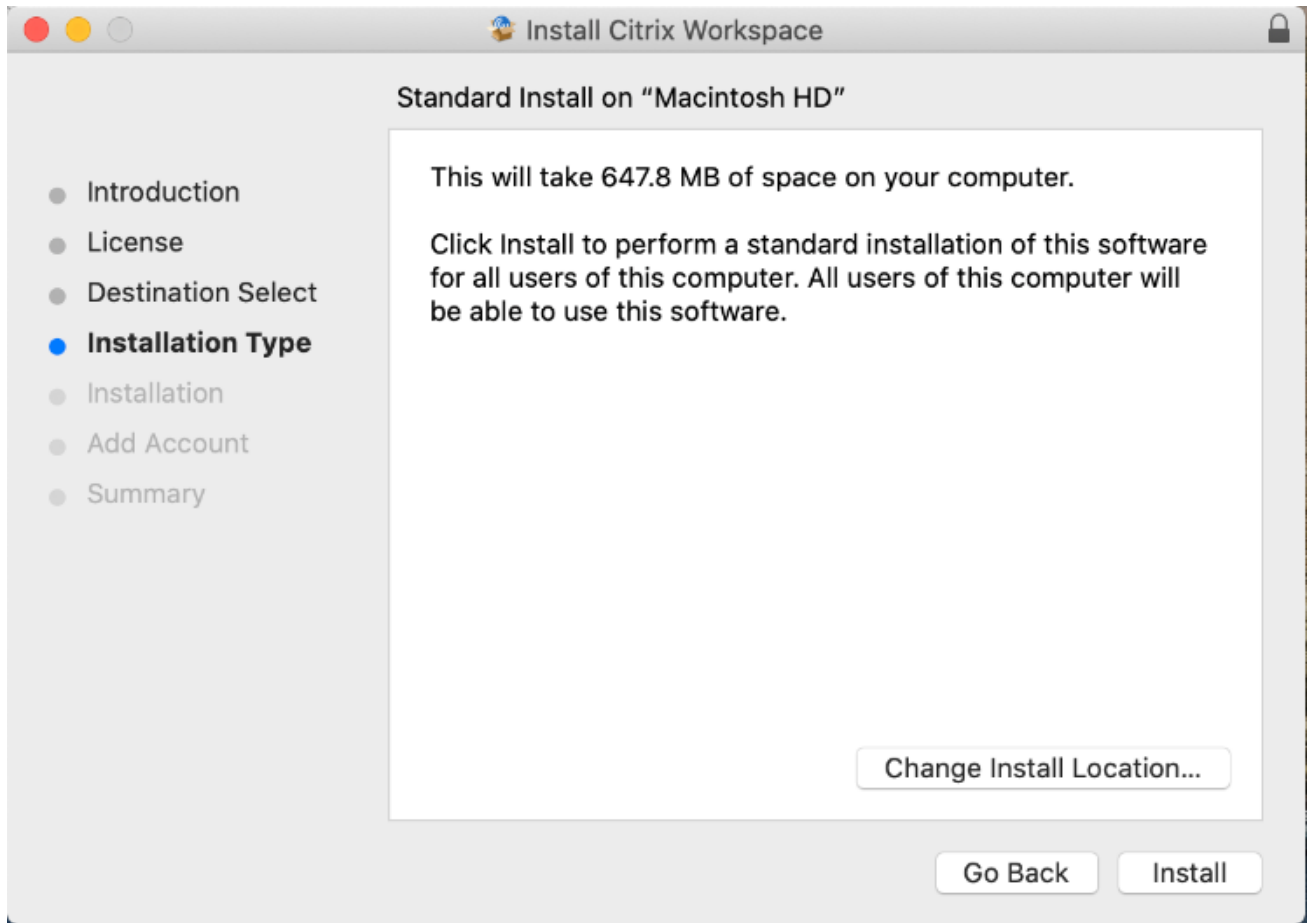 Install Citrix Workspace
Standard Install on “Macintosh HD”
Introduction
License
Destination Select
Installation Type
Installation
Add Account
Summary
This will take 647.8 MB of space on your computer.
Click Install to perform a standard installation of this software
for all users of this computer. All users of this computer will
be able to use this software.
Change Install Location...
Go Back
Install